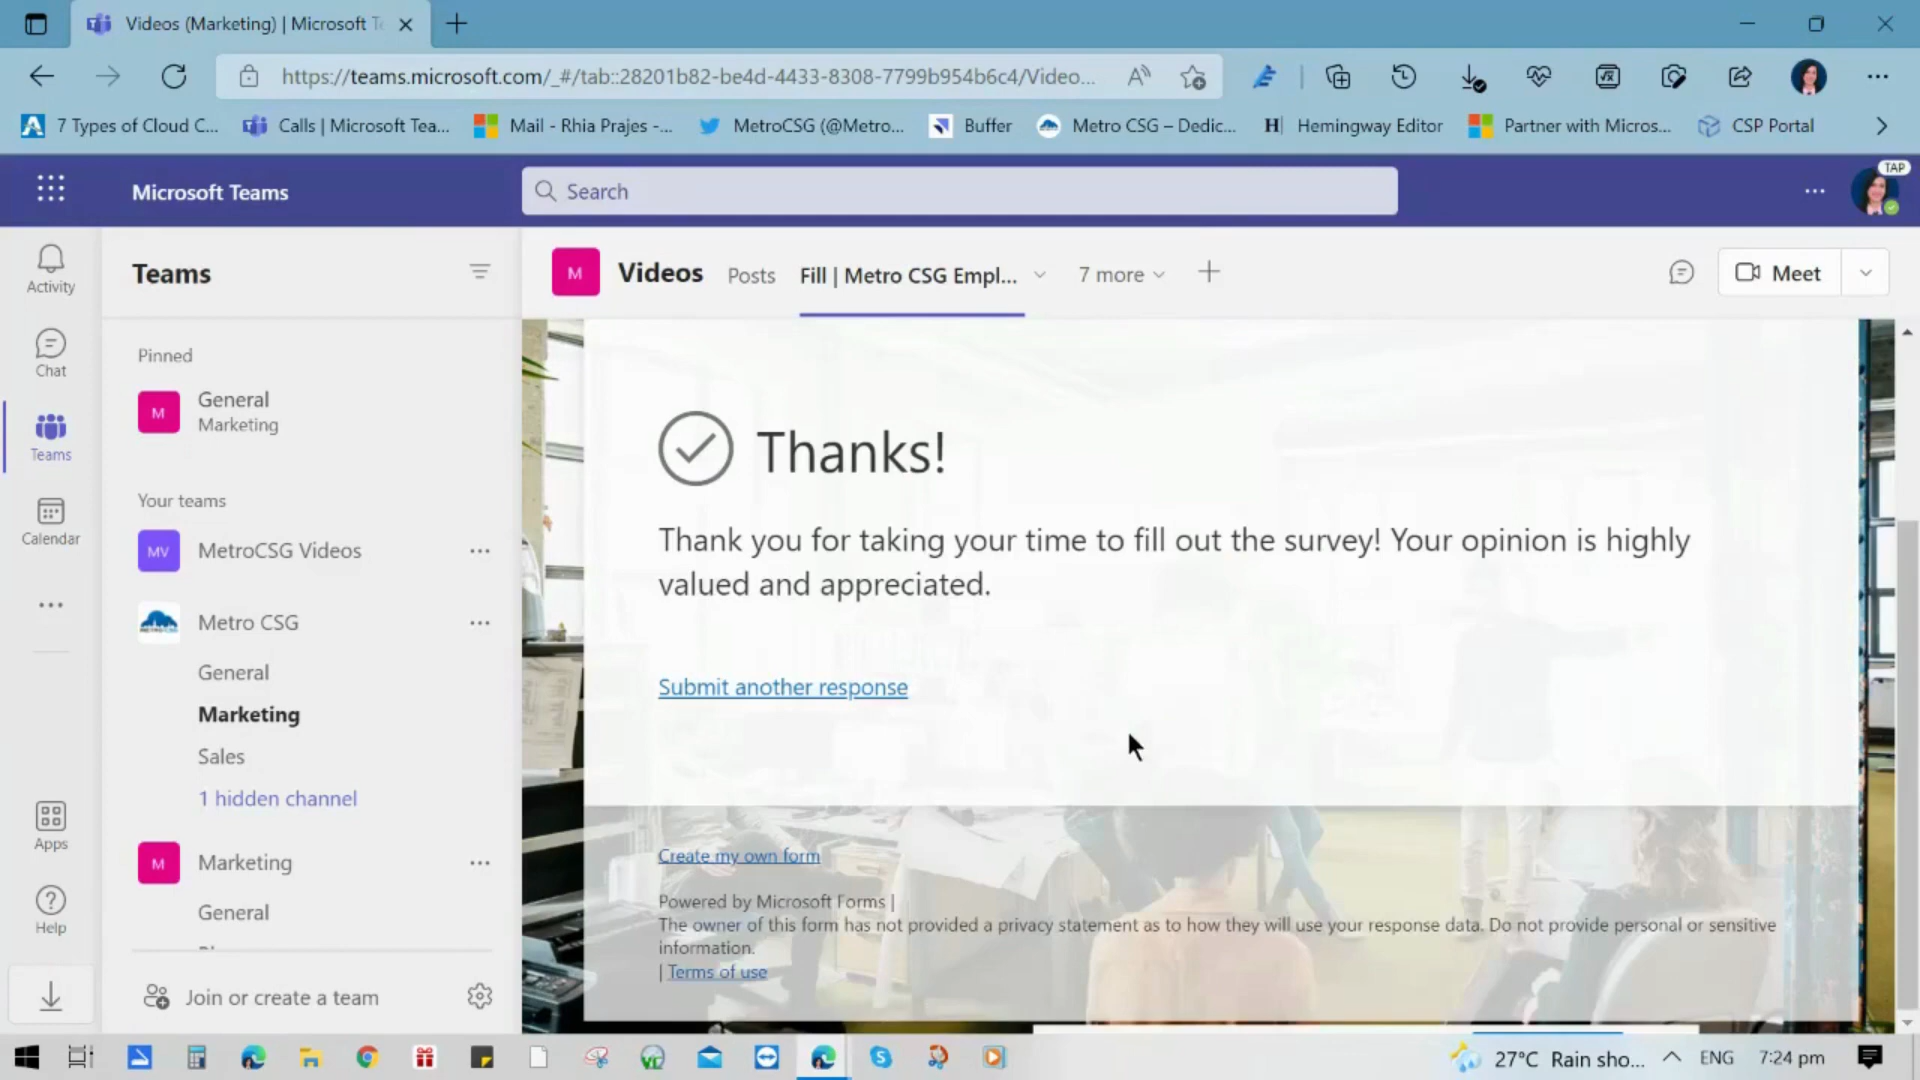 Videos (Marketing) | Microsoft T
https://teams.microsoft.com/_#/tab::28201b82-be4d-4433-8308-7799b954b6c4/Video...
7 Types of Cloud C...
Calls | Microsoft Tea...
Mail - Rhia Prajes -...
MetroCSG (@Metro...
Buffer
Metro CSG – Dedic...
H Hemingway Editor
Partner with Micros...
CSP Portal
Microsoft Teams
Search
TAP
Activity
Chat
Teams
Calendar
Apps
Help
Teams
Pinned
M General
Marketing
Your teams
MV MetroCSG Videos
Metro CSG
General
Marketing
Sales
1 hidden channel
M Marketing
General
Join or create a team
M Videos Posts Fill | Metro CSG Empl... 7 more
Meet
Thanks!
Thank you for taking your time to fill out the survey! Your opinion is highly
valued and appreciated.
Submit another response
Create my own form
Powered by Microsoft Forms |
The owner of this form has not provided a privacy statement as to how they will use your response data. Do not provide personal or sensitive
information.
| Terms of use
27°C Rain sho...
ENG
7:24 pm